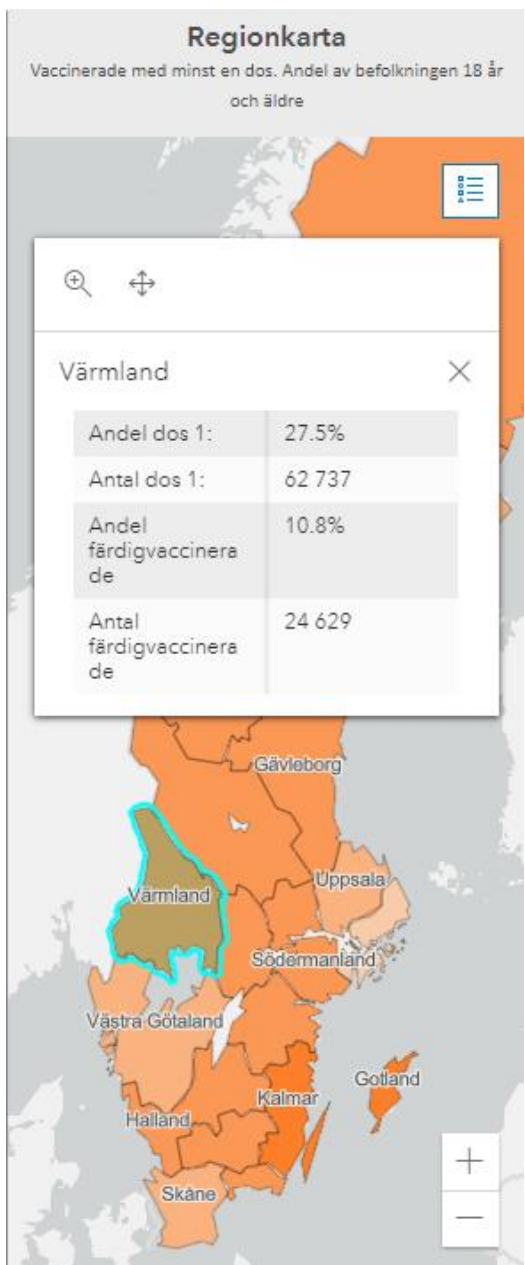 Regionkarta
Vaccinerade med minst en dos. Andel av befolkningen 18 år
och äldre
Värmland
Andel dos 1: 27.5%
Antal dos 1: 62 737
Andel 10.8%
färdigvaccinera
de
Antal 24 629
färdigvaccinera
de
Gävleborg
Värmland
Uppsala
Södermanland
Västra Götaland
Gotland
Kalmar
Halland
Skåne